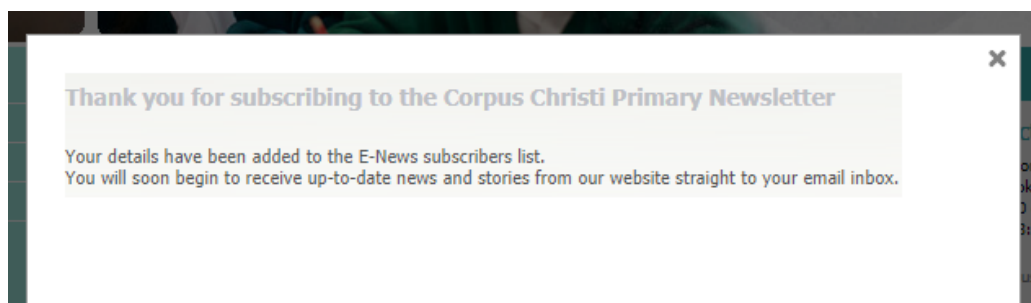 Thank you for subscribing to the Corpus Christi Primary Newsletter
Your details have been added to the E-News subscribers list.
You will soon begin to receive up-to-date news and stories from our website straight to your email inbox.